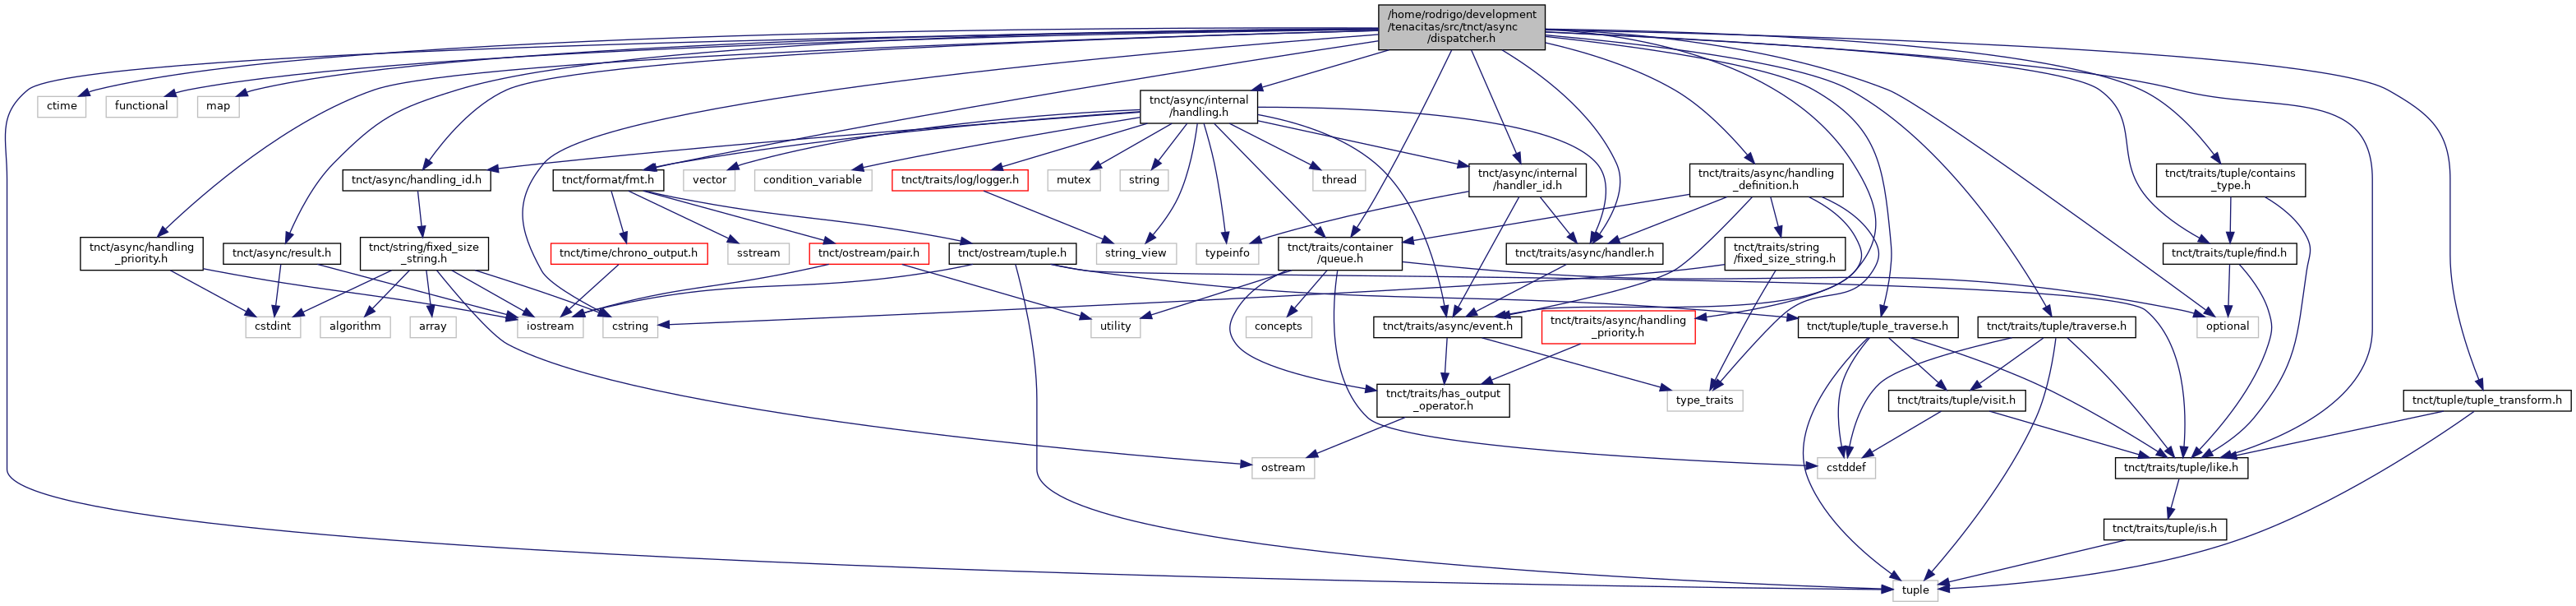 /home/rodrigo/development
/tenacitas/src/tnct/async
/dispatcher.h
ctime
functional
map
tnct/async/internal
/handling.h
tnct/async/handling_id.h
tnct/format/fmt.h
vector
condition_variable
tnct/traits/log/logger.h
mutex
string
thread
tnct/async/internal
/handler_id.h
tnct/traits/async/handling
_definition.h
tnct/traits/tuple/contains
_type.h
tnct/async/handling
_priority.h
tnct/async/result.h
tnct/string/fixed_size
_string.h
tnct/time/chrono_output.h
sstream
tnct/ostream/pair.h
tnct/ostream/tuple.h
string_view
typeinfo
tnct/traits/container
/queue.h
tnct/traits/async/handler.h
tnct/traits/string
/fixed_size_string.h
tnct/traits/tuple/find.h
cstdint
algorithm
array
iostream
cstring
utility
concepts
tnct/traits/async/event.h
tnct/traits/async/handling
_priority.h
tnct/tuple/tuple_traverse.h
tnct/traits/tuple/traverse.h
optional
tnct/traits/has_output
_operator.h
type_traits
tnct/traits/tuple/visit.h
tnct/tuple/tuple_transform.h
ostream
cstddef
tnct/traits/tuple/like.h
tnct/traits/tuple/is.h
tuple